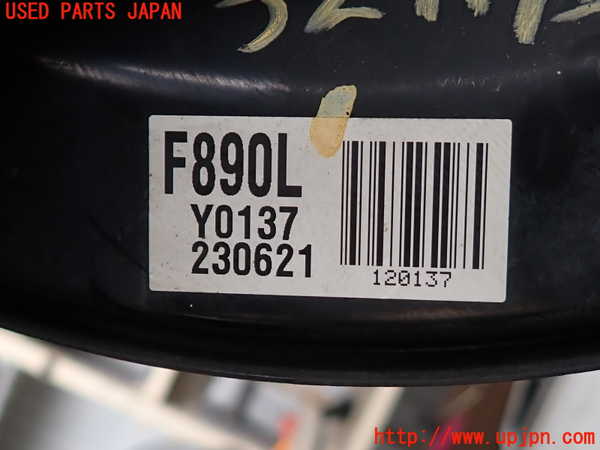 USED PARTS JAPAN
F890L
Y0137
230621
120137
http://www.upjpn.com